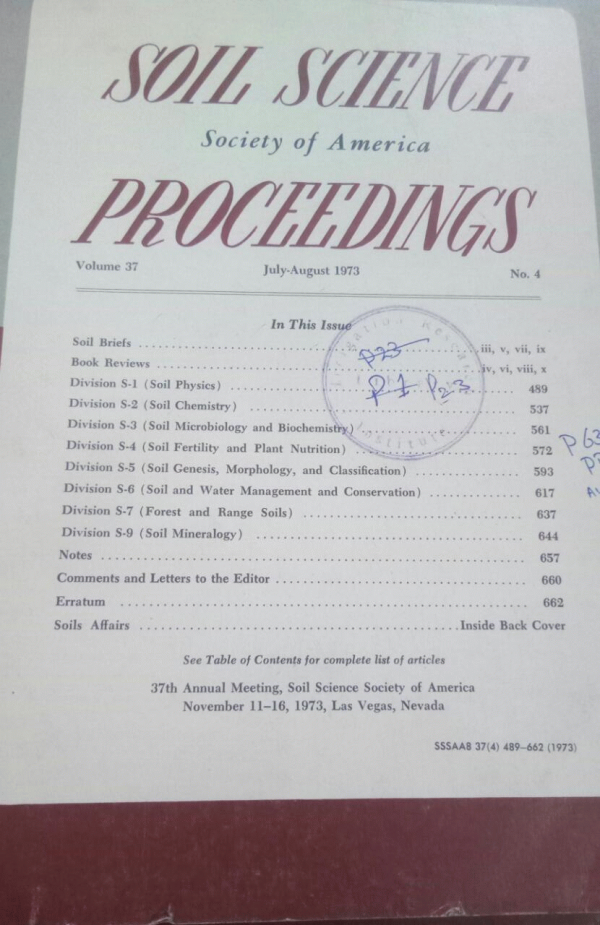 SOIL SCIENCE
Society of America
PROCEEDINGS
Volume 37 July-August 1973 No. 4
In This Issue
Soil Briefs ........ iii, v, vii, ix
Book Reviews ........ iv, vi, viii, x
Division S-1 (Soil Physics) ........ 489
Division S-2 (Soil Chemistry) ........ 537
Division S-3 (Soil Microbiology and Biochemistry) ........ 561
Division S-4 (Soil Fertility and Plant Nutrition) ........ 572
Division S-5 (Soil Genesis, Morphology, and Classification) ........ 593
Division S-6 (Soil and Water Management and Conservation) ........ 617
Division S-7 (Forest and Range Soils) ........ 637
Division S-9 (Soil Mineralogy) ........ 644
Notes ........ 657
Comments and Letters to the Editor ........ 660
Erratum ........ 662
Soils Affairs ........ Inside Back Cover
See Table of Contents for complete list of articles
37th Annual Meeting, Soil Science Society of America
November 11–16, 1973, Las Vegas, Nevada
SSSAAB 37(4) 489–662 (1973)
Institute
P23